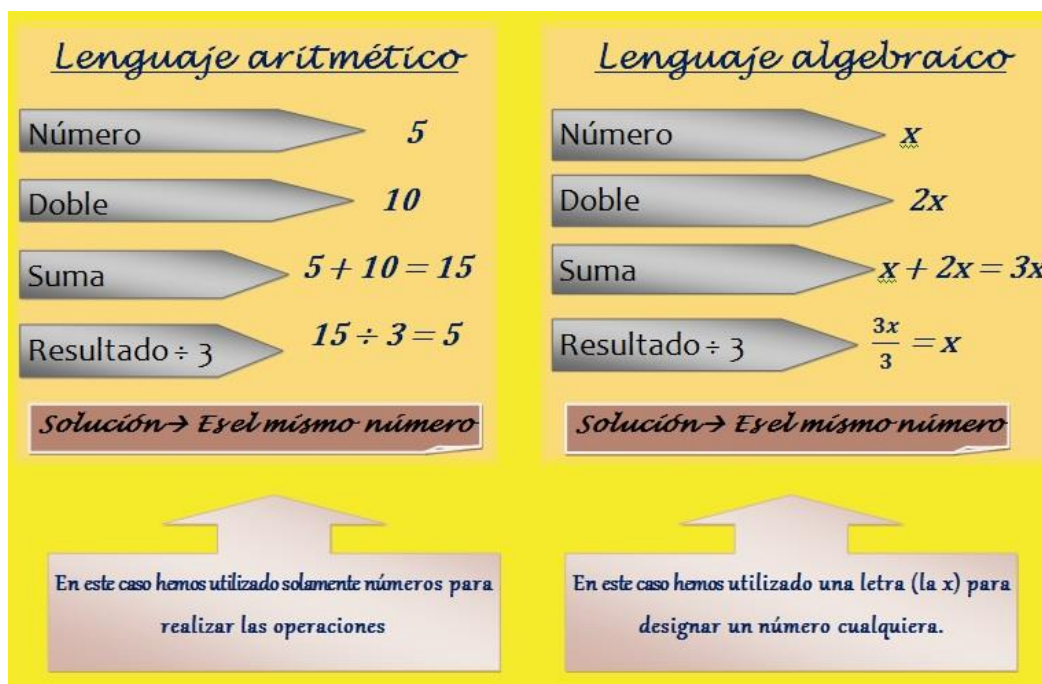 Lenguaje aritmético
Número 5
Doble 10
Suma 5 + 10 = 15
Resultado ÷ 3 15 ÷ 3 = 5
Solución→ Es el mismo número
En este caso hemos utilizado solamente números para
realizar las operaciones
Lenguaje algebraico
Número x
Doble 2x
Suma x + 2x = 3x
Resultado ÷ 3 3x/3 = x
Solución→ Es el mismo número
En este caso hemos utilizado una letra (la x) para
designar un número cualquiera.